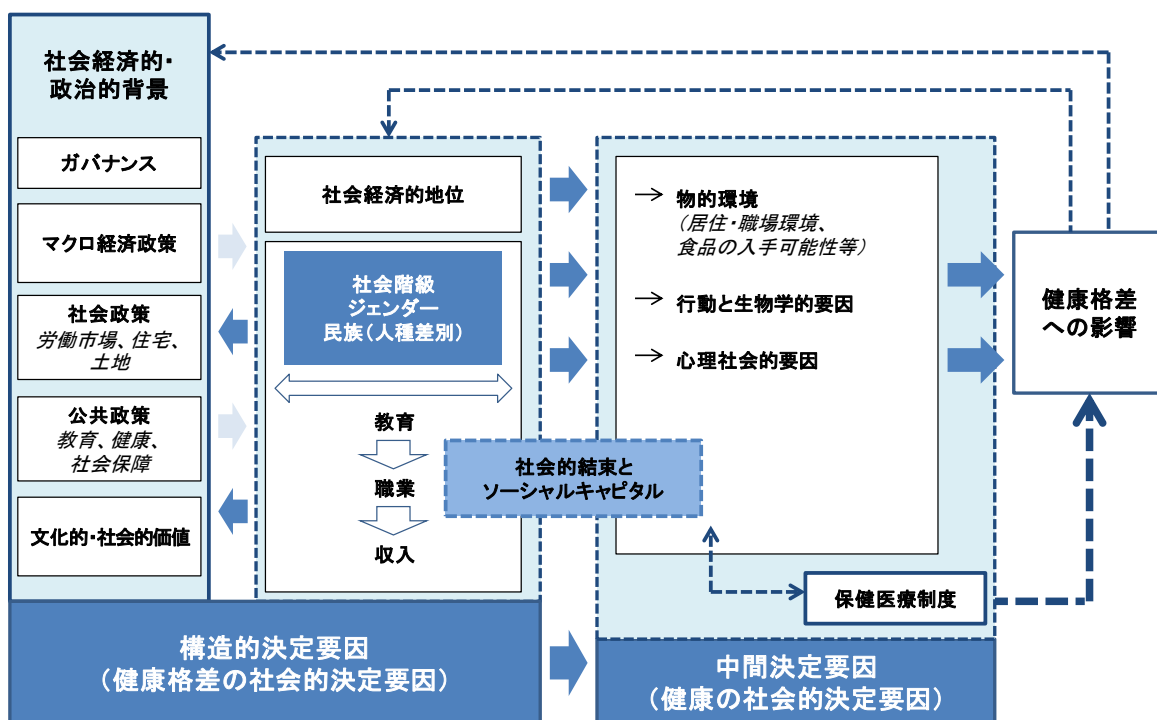 社会経済的・
政治的背景
ガバナンス
マクロ経済政策
社会政策
労働市場、住宅、
土地
公共政策
教育、健康、
社会保障
文化的・社会的価値
社会経済的地位
社会階級
ジェンダー
民族(人種差別)
教育
職業
収入
社会的結束と
ソーシャルキャピタル
物的環境
(居住・職場環境、
食品の入手可能性等)
行動と生物学的要因
心理社会的要因
保健医療制度
健康格差
への影響
構造的決定要因
(健康格差の社会的決定要因)
中間決定要因
(健康の社会的決定要因)